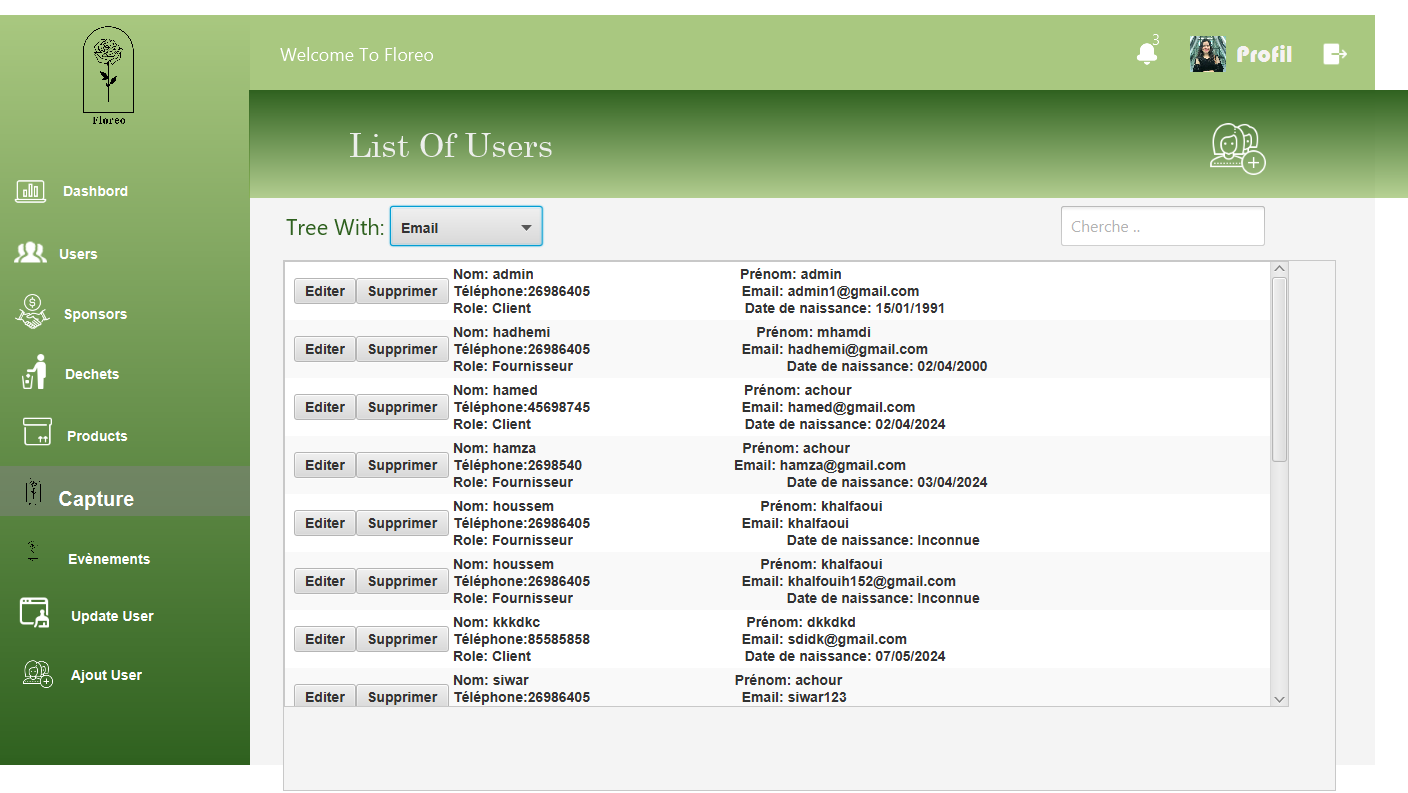 Floreo
Welcome To Floreo
3
Profil
List Of Users
Dashbord
Users
Sponsors
Dechets
Products
Capture
Evènements
Update User
Ajout User
Tree With: Email
Cherche ..
Editer Supprimer
Nom: admin Prénom: admin
Téléphone:26986405 Email: admin1@gmail.com
Role: Client Date de naissance: 15/01/1991
Editer Supprimer
Nom: hadhemi Prénom: mhamdi
Téléphone:26986405 Email: hadhemi@gmail.com
Role: Fournisseur Date de naissance: 02/04/2000
Editer Supprimer
Nom: hamed Prénom: achour
Téléphone:45698745 Email: hamed@gmail.com
Role: Client Date de naissance: 02/04/2024
Editer Supprimer
Nom: hamza Prénom: achour
Téléphone:2698540 Email: hamza@gmail.com
Role: Fournisseur Date de naissance: 03/04/2024
Editer Supprimer
Nom: houssem Prénom: khalfaoui
Téléphone:26986405 Email: khalfaoui
Role: Fournisseur Date de naissance: Inconnue
Editer Supprimer
Nom: houssem Prénom: khalfaoui
Téléphone:26986405 Email: khalfouih152@gmail.com
Role: Fournisseur Date de naissance: Inconnue
Editer Supprimer
Nom: kkkdkc Prénom: dkkdkd
Téléphone:85585858 Email: sdidk@gmail.com
Role: Client Date de naissance: 07/05/2024
Editer Supprimer
Nom: siwar Prénom: achour
Téléphone:26986405 Email: siwar123